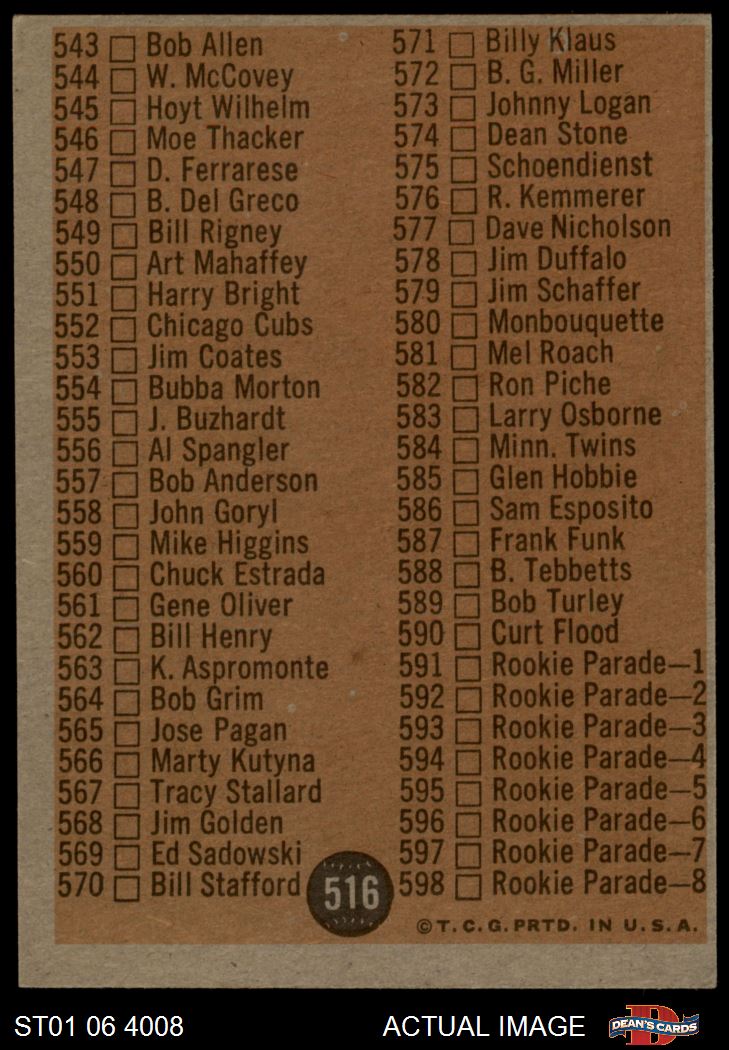 543 Bob Allen
544 W. McCovey
545 Hoyt Wilhelm
546 Moe Thacker
547 D. Ferrarese
548 B. Del Greco
549 Bill Rigney
550 Art Mahaffey
551 Harry Bright
552 Chicago Cubs
553 Jim Coates
554 Bubba Morton
555 J. Buzhardt
556 Al Spangler
557 Bob Anderson
558 John Goryl
559 Mike Higgins
560 Chuck Estrada
561 Gene Oliver
562 Bill Henry
563 K. Aspromonte
564 Bob Grim
565 Jose Pagan
566 Marty Kutyna
567 Tracy Stallard
568 Jim Golden
569 Ed Sadowski
570 Bill Stafford
571 Billy Klaus
572 B. G. Miller
573 Johnny Logan
574 Dean Stone
575 Schoendienst
576 R. Kemmerer
577 Dave Nicholson
578 Jim Duffalo
579 Jim Schaffer
580 Monbouquette
581 Mel Roach
582 Ron Piche
583 Larry Osborne
584 Minn. Twins
585 Glen Hobbie
586 Sam Esposito
587 Frank Funk
588 B. Tebbetts
589 Bob Turley
590 Curt Flood
591 Rookie Parade—1
592 Rookie Parade—2
593 Rookie Parade—3
594 Rookie Parade—4
595 Rookie Parade—5
596 Rookie Parade—6
597 Rookie Parade—7
598 Rookie Parade—8
516
©T.C.G. PRTD. IN U.S.A.
ST01 06 4008
ACTUAL IMAGE
D
DEAN'S CARDS